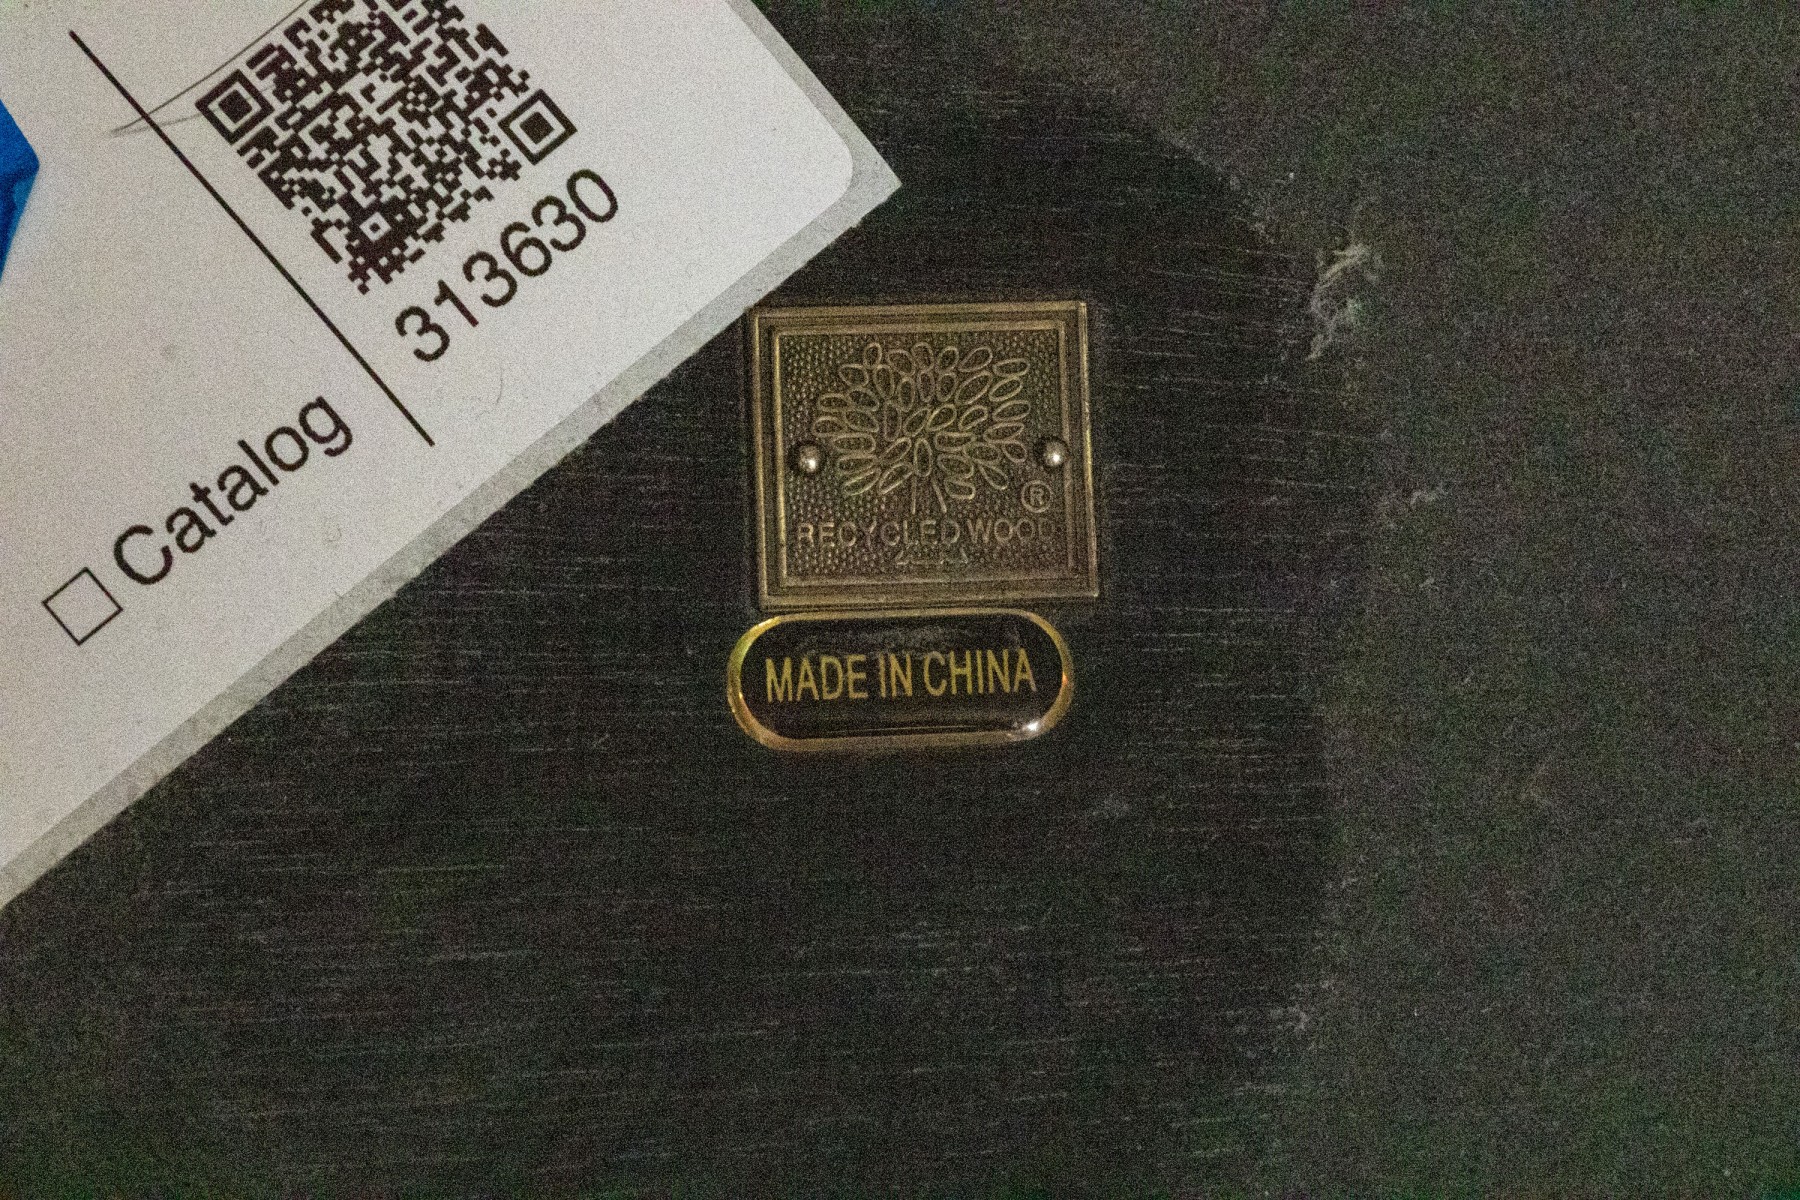 313630
Catalog
®
RECYCLED WOOD
MADE IN CHINA